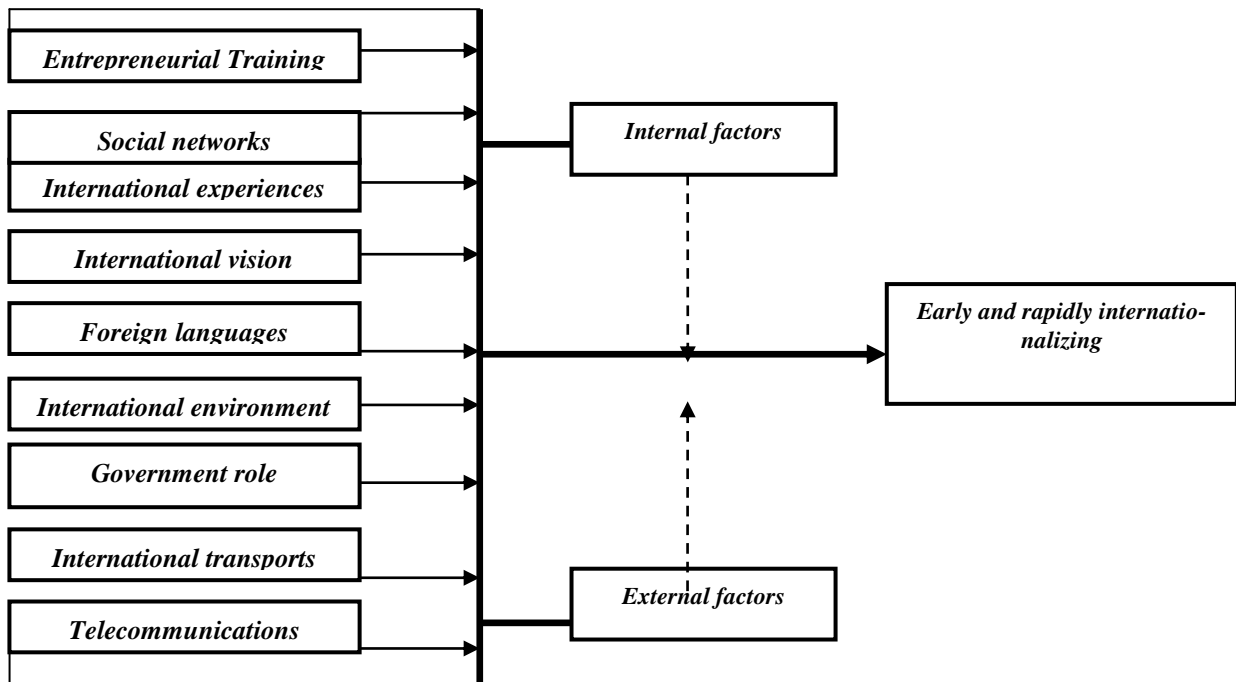 Entrepreneurial Training
Social networks
International experiences
International vision
Foreign languages
International environment
Government role
International transports
Telecommunications
Internal factors
External factors
Early and rapidly internatio-
nalizing